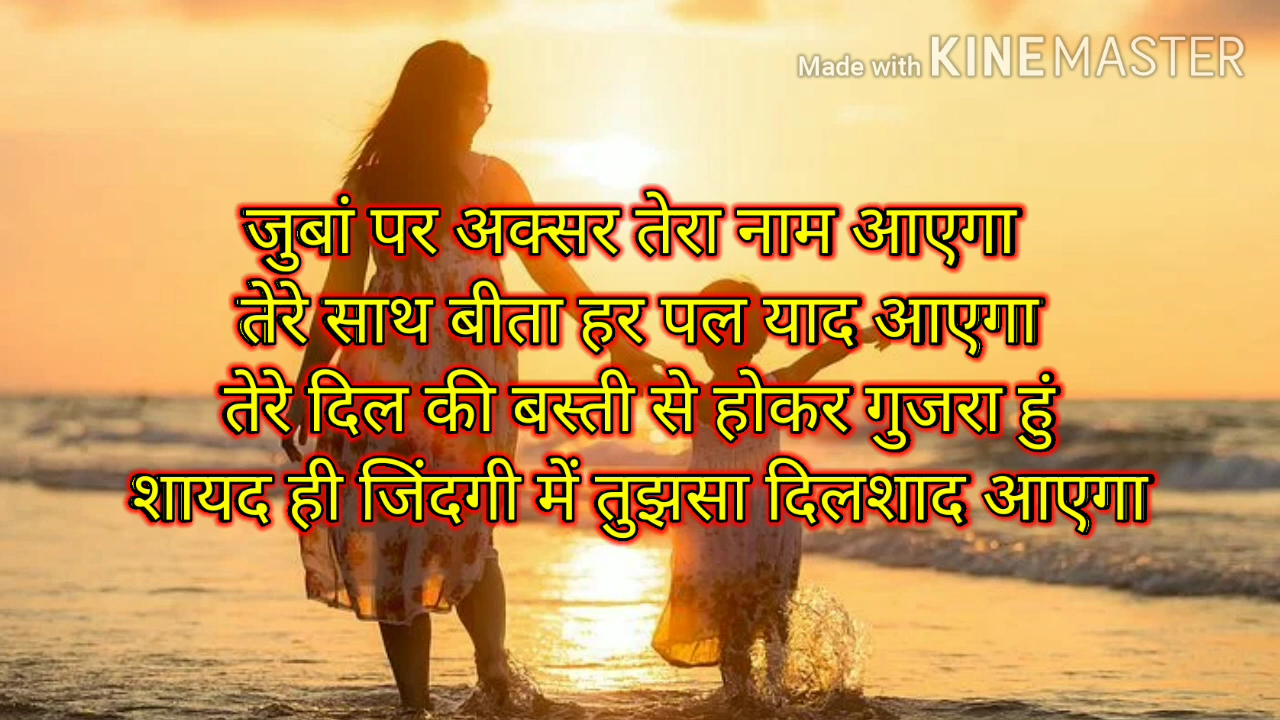 Made with KINEMASTER
जुबां पर अक्सर तेरा नाम आएगा
तेरे साथ बीता हर पल याद आएगा
तेरे दिल की बस्ती से होकर गुजरा हुं
शायद ही जिंदगी में तुझसा दिलशाद आएगा